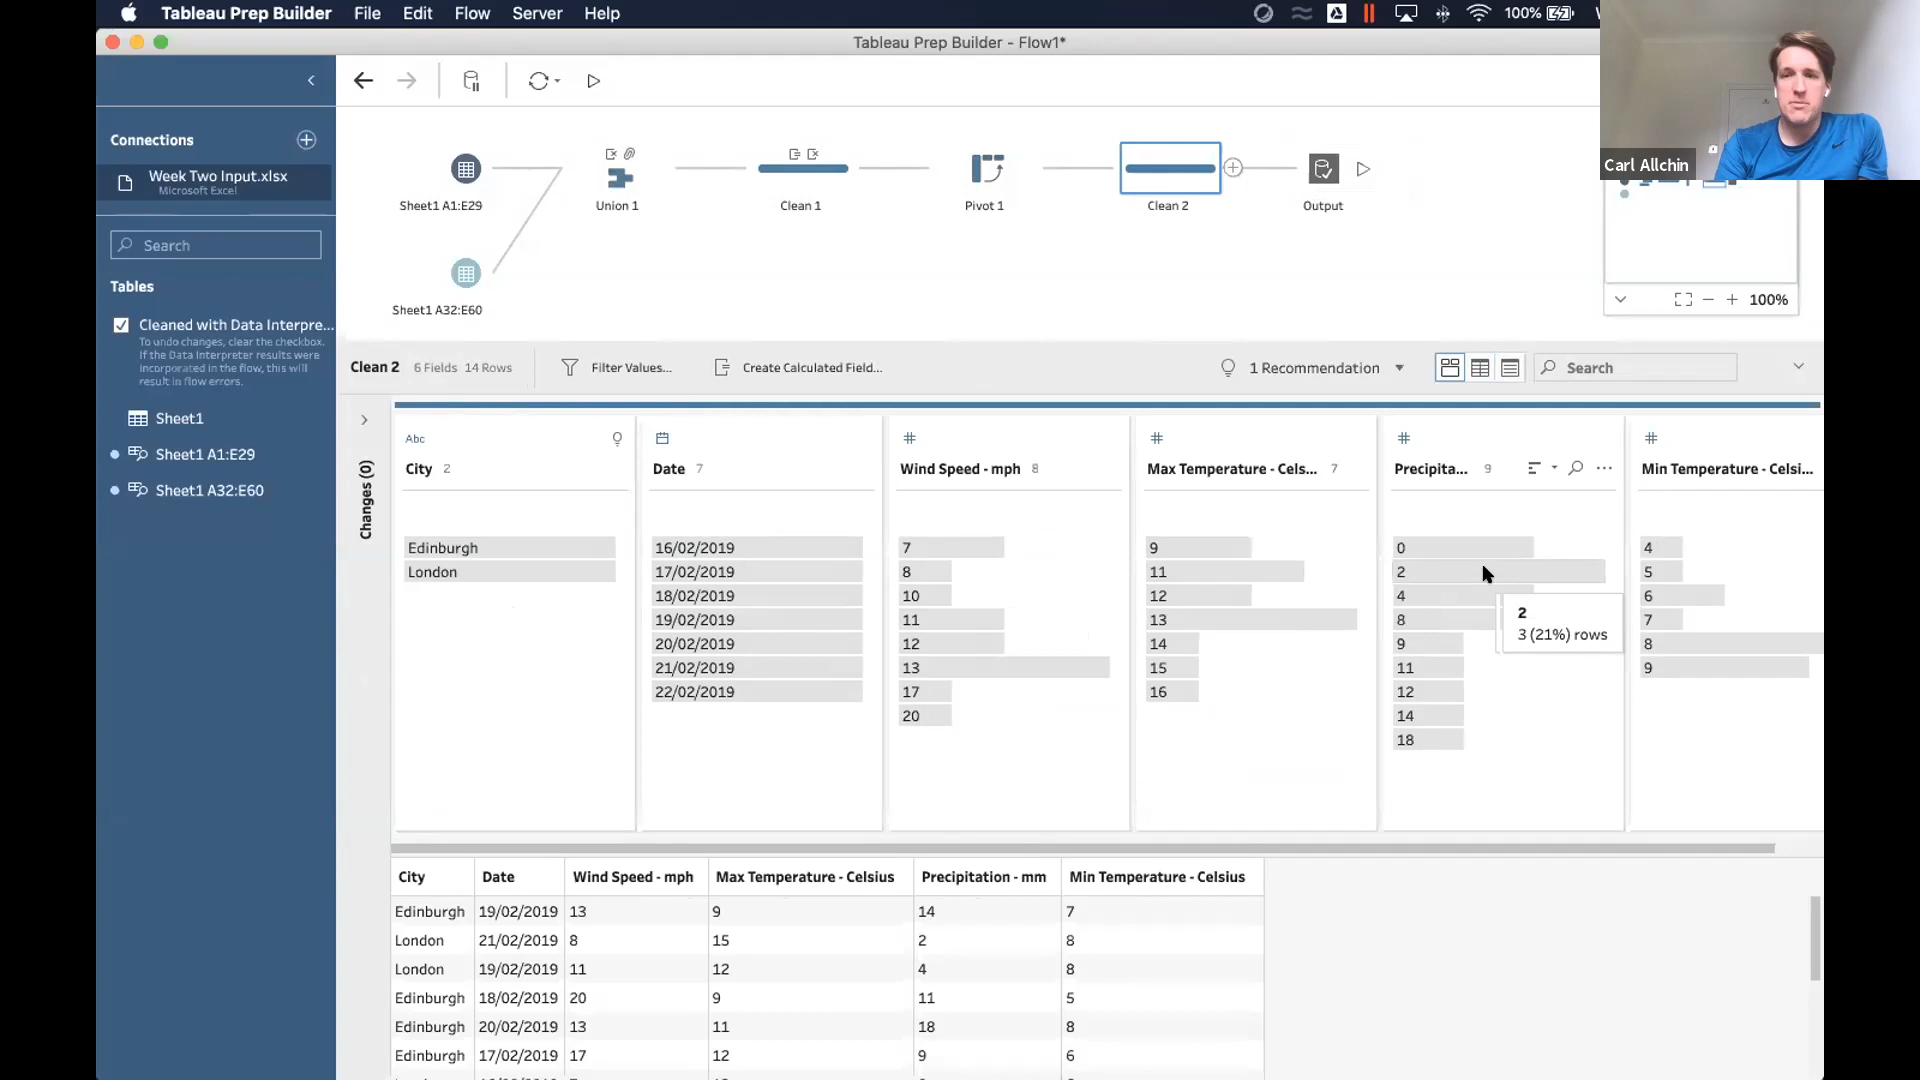 Tableau Prep Builder File Edit Flow Server Help 100%
Tableau Prep Builder - Flow1*
Carl Allchin
Connections
Week Two Input.xlsx
Microsoft Excel
Search
Tables
Cleaned with Data Interpre...
To undo changes, clear the checkbox.
If the Data Interpreter results were
incorporated in the flow, this will
result in flow errors.
Sheet1
Sheet1 A1:E29
Sheet1 A32:E60
Sheet1 A1:E29 Union 1 Clean 1 Pivot 1 Clean 2 Output
Sheet1 A32:E60
100%
Clean 2 6 Fields 14 Rows Filter Values... Create Calculated Field... 1 Recommendation Search
Changes (0)
Abc
City 2
Edinburgh
London
Date 7
16/02/2019
17/02/2019
18/02/2019
19/02/2019
20/02/2019
21/02/2019
22/02/2019
#
Wind Speed - mph 8
7
8
10
11
12
13
17
20
#
Max Temperature - Cels... 7
9
11
12
13
14
15
16
#
Precipita... 9
0
2
4
8
9
11
12
14
18
2
3 (21%) rows
#
Min Temperature - Celsi...
4
5
6
7
8
9
City Date Wind Speed - mph Max Temperature - Celsius Precipitation - mm Min Temperature - Celsius
Edinburgh 19/02/2019 13 9 14 7
London 21/02/2019 8 15 2 8
London 19/02/2019 11 12 4 8
Edinburgh 18/02/2019 20 9 11 5
Edinburgh 20/02/2019 13 11 18 8
Edinburgh 17/02/2019 17 12 9 6